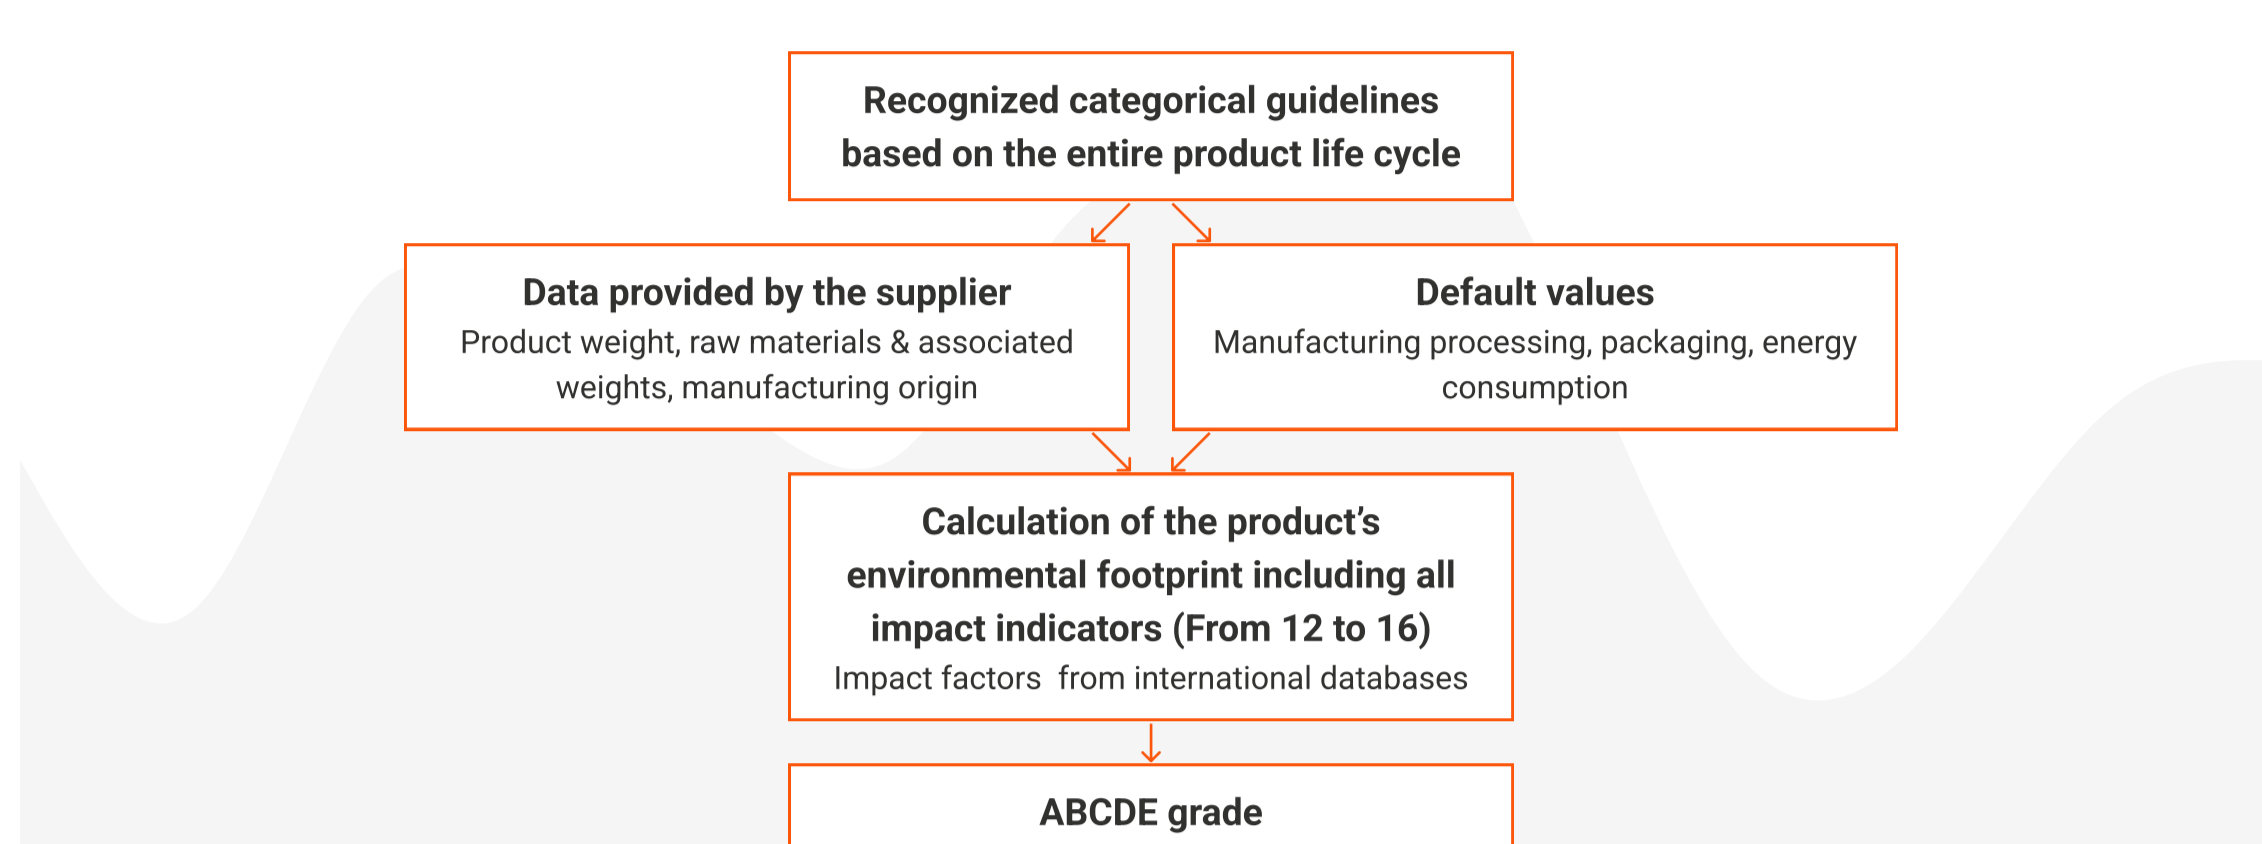 Recognized categorical guidelines
based on the entire product life cycle
Data provided by the supplier
Product weight, raw materials & associated
weights, manufacturing origin
Default values
Manufacturing processing, packaging, energy
consumption
Calculation of the product’s
environmental footprint including all
impact indicators (From 12 to 16)
Impact factors  from international databases
ABCDE grade